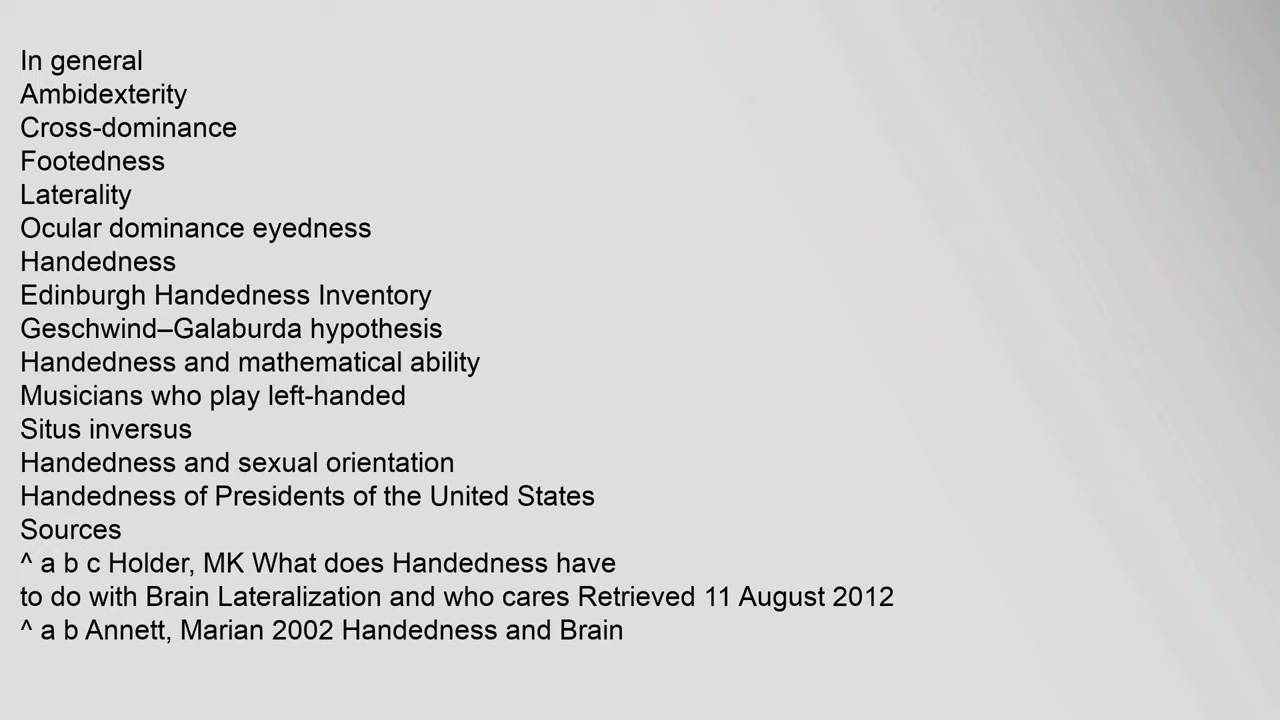 In general
Ambidexterity
Cross-dominance
Footedness
Laterality
Ocular dominance eyedness
Handedness
Edinburgh Handedness Inventory
Geschwind–Galaburda hypothesis
Handedness and mathematical ability
Musicians who play left-handed
Situs inversus
Handedness and sexual orientation
Handedness of Presidents of the United States
Sources
^ a b c Holder, MK What does Handedness have
to do with Brain Lateralization and who cares Retrieved 11 August 2012
^ a b Annett, Marian 2002 Handedness and Brain